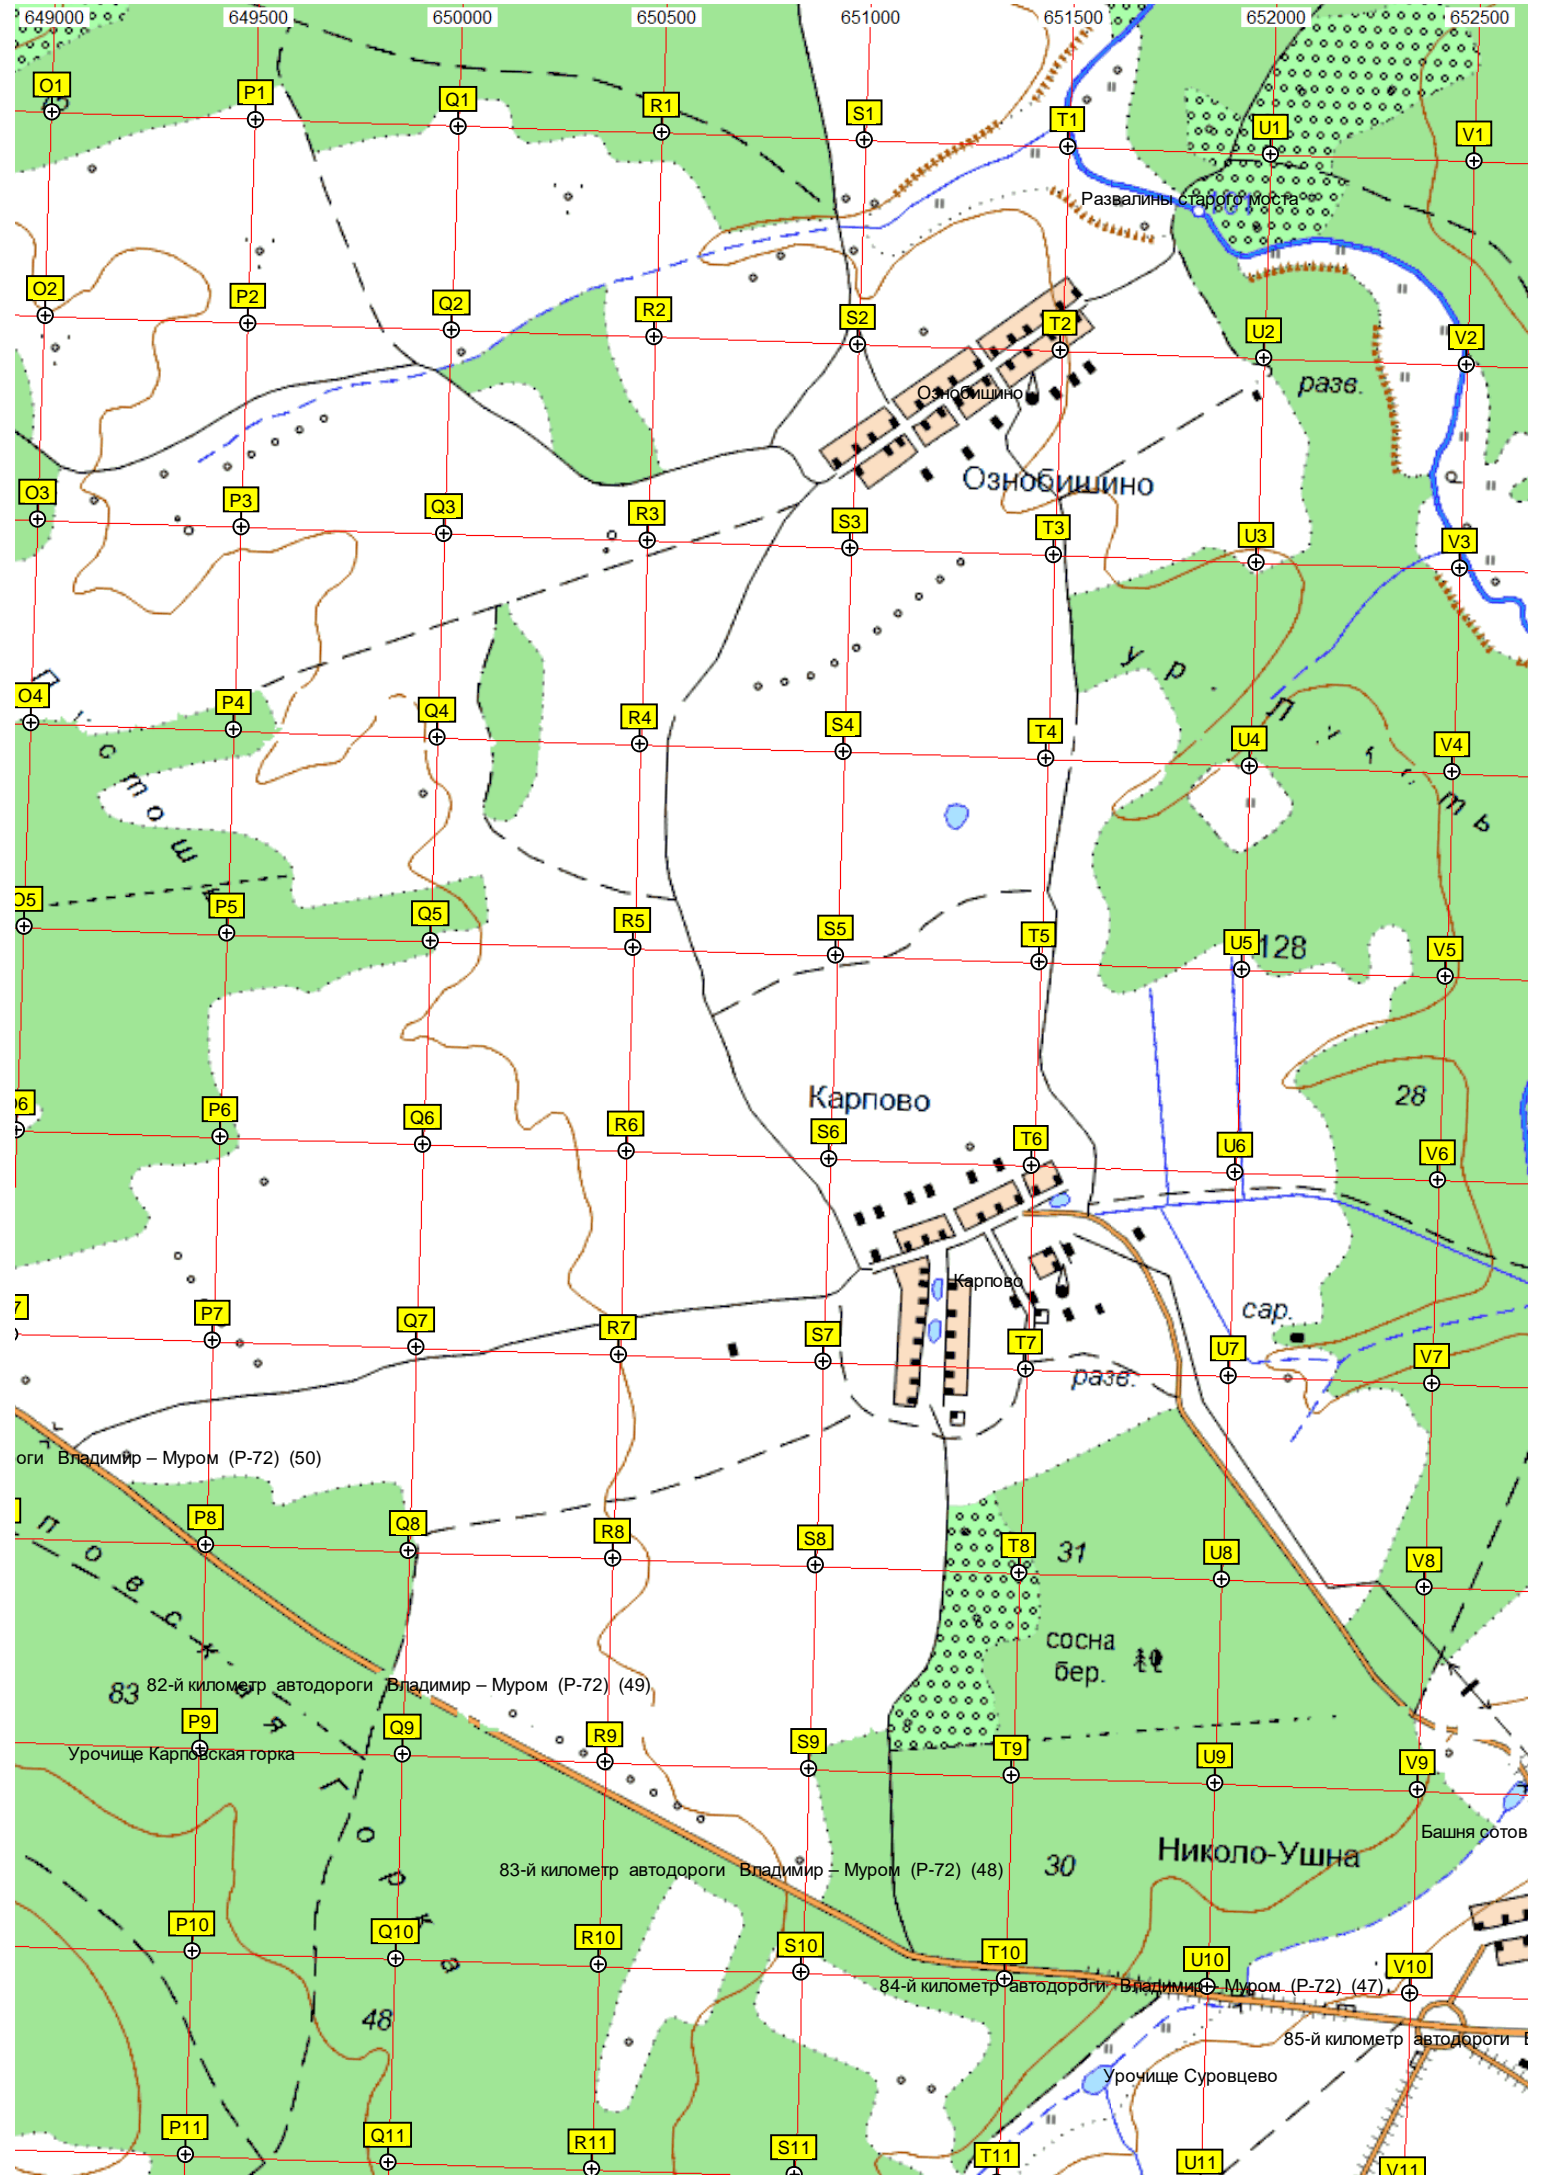 649000 649500 650000 650500 651000 651500 652000 652500
O1 P1 Q1 R1 S1 T1 U1 V1
Развалины старого моста
O2 P2 Q2 R2 S2 T2 U2 V2
разв.
Ознобишино
Ознобишино
O3 P3 Q3 R3 S3 T3 U3 V3
ур.
O4 P4 Q4 R4 S4 T4 U4 V4
O5 P5 Q5 R5 S5 T5 U5 V5
128
Карпово
28
P6 Q6 R6 S6 T6 U6 V6
Карпово
сар.
P7 Q7 R7 S7 T7 U7 V7
разв.
оги Владимир – Муром (Р-72) (50)
P8 Q8 R8 S8 T8 U8 V8
31
сосна
бер.
83
82-й километр автодороги Владимир – Муром (Р-72) (49)
P9 Q9 R9 S9 T9 U9 V9
Урочище Карповская горка
Горка
Башня сотов
Николо-Ушна
30
83-й километр автодороги Владимир – Муром (Р-72) (48)
P10 Q10 R10 S10 T10 U10 V10
84-й километр автодороги Владимир – Муром (Р-72) (47)
48
85-й километр автодороги
Урочище Суровцево
P11 Q11 R11 S11 T11 U11 V11